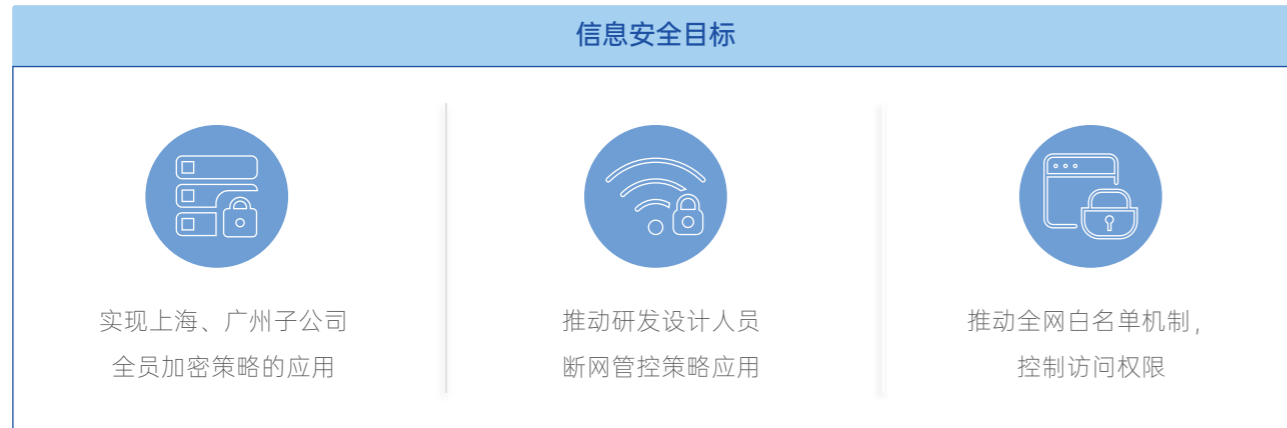 信息安全目标
实现上海、广州子公司
全员加密策略的应用
推动研发设计人员
断网管控策略应用
推动全网白名单机制,
控制访问权限